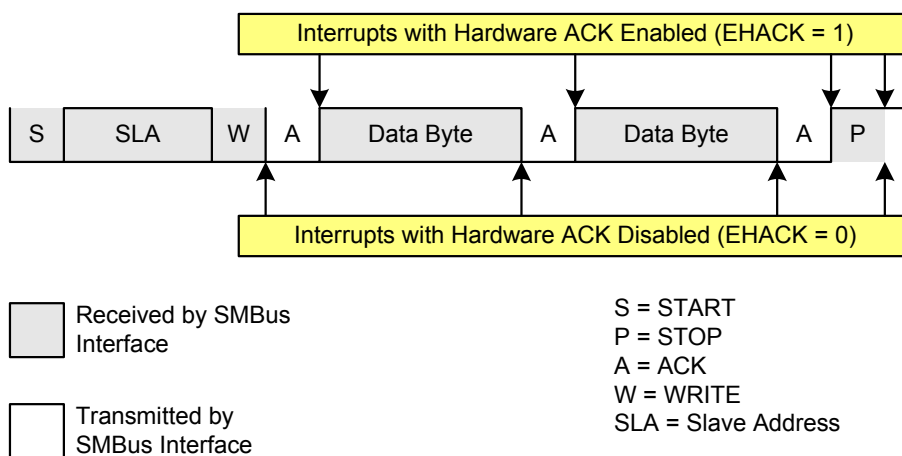 Interrupts with Hardware ACK Enabled (EHACK = 1)
S SLA W A Data Byte A Data Byte A P
Interrupts with Hardware ACK Disabled (EHACK = 0)
Received by SMBus
Interface
Transmitted by
SMBus Interface
S = START
P = STOP
A = ACK
W = WRITE
SLA = Slave Address